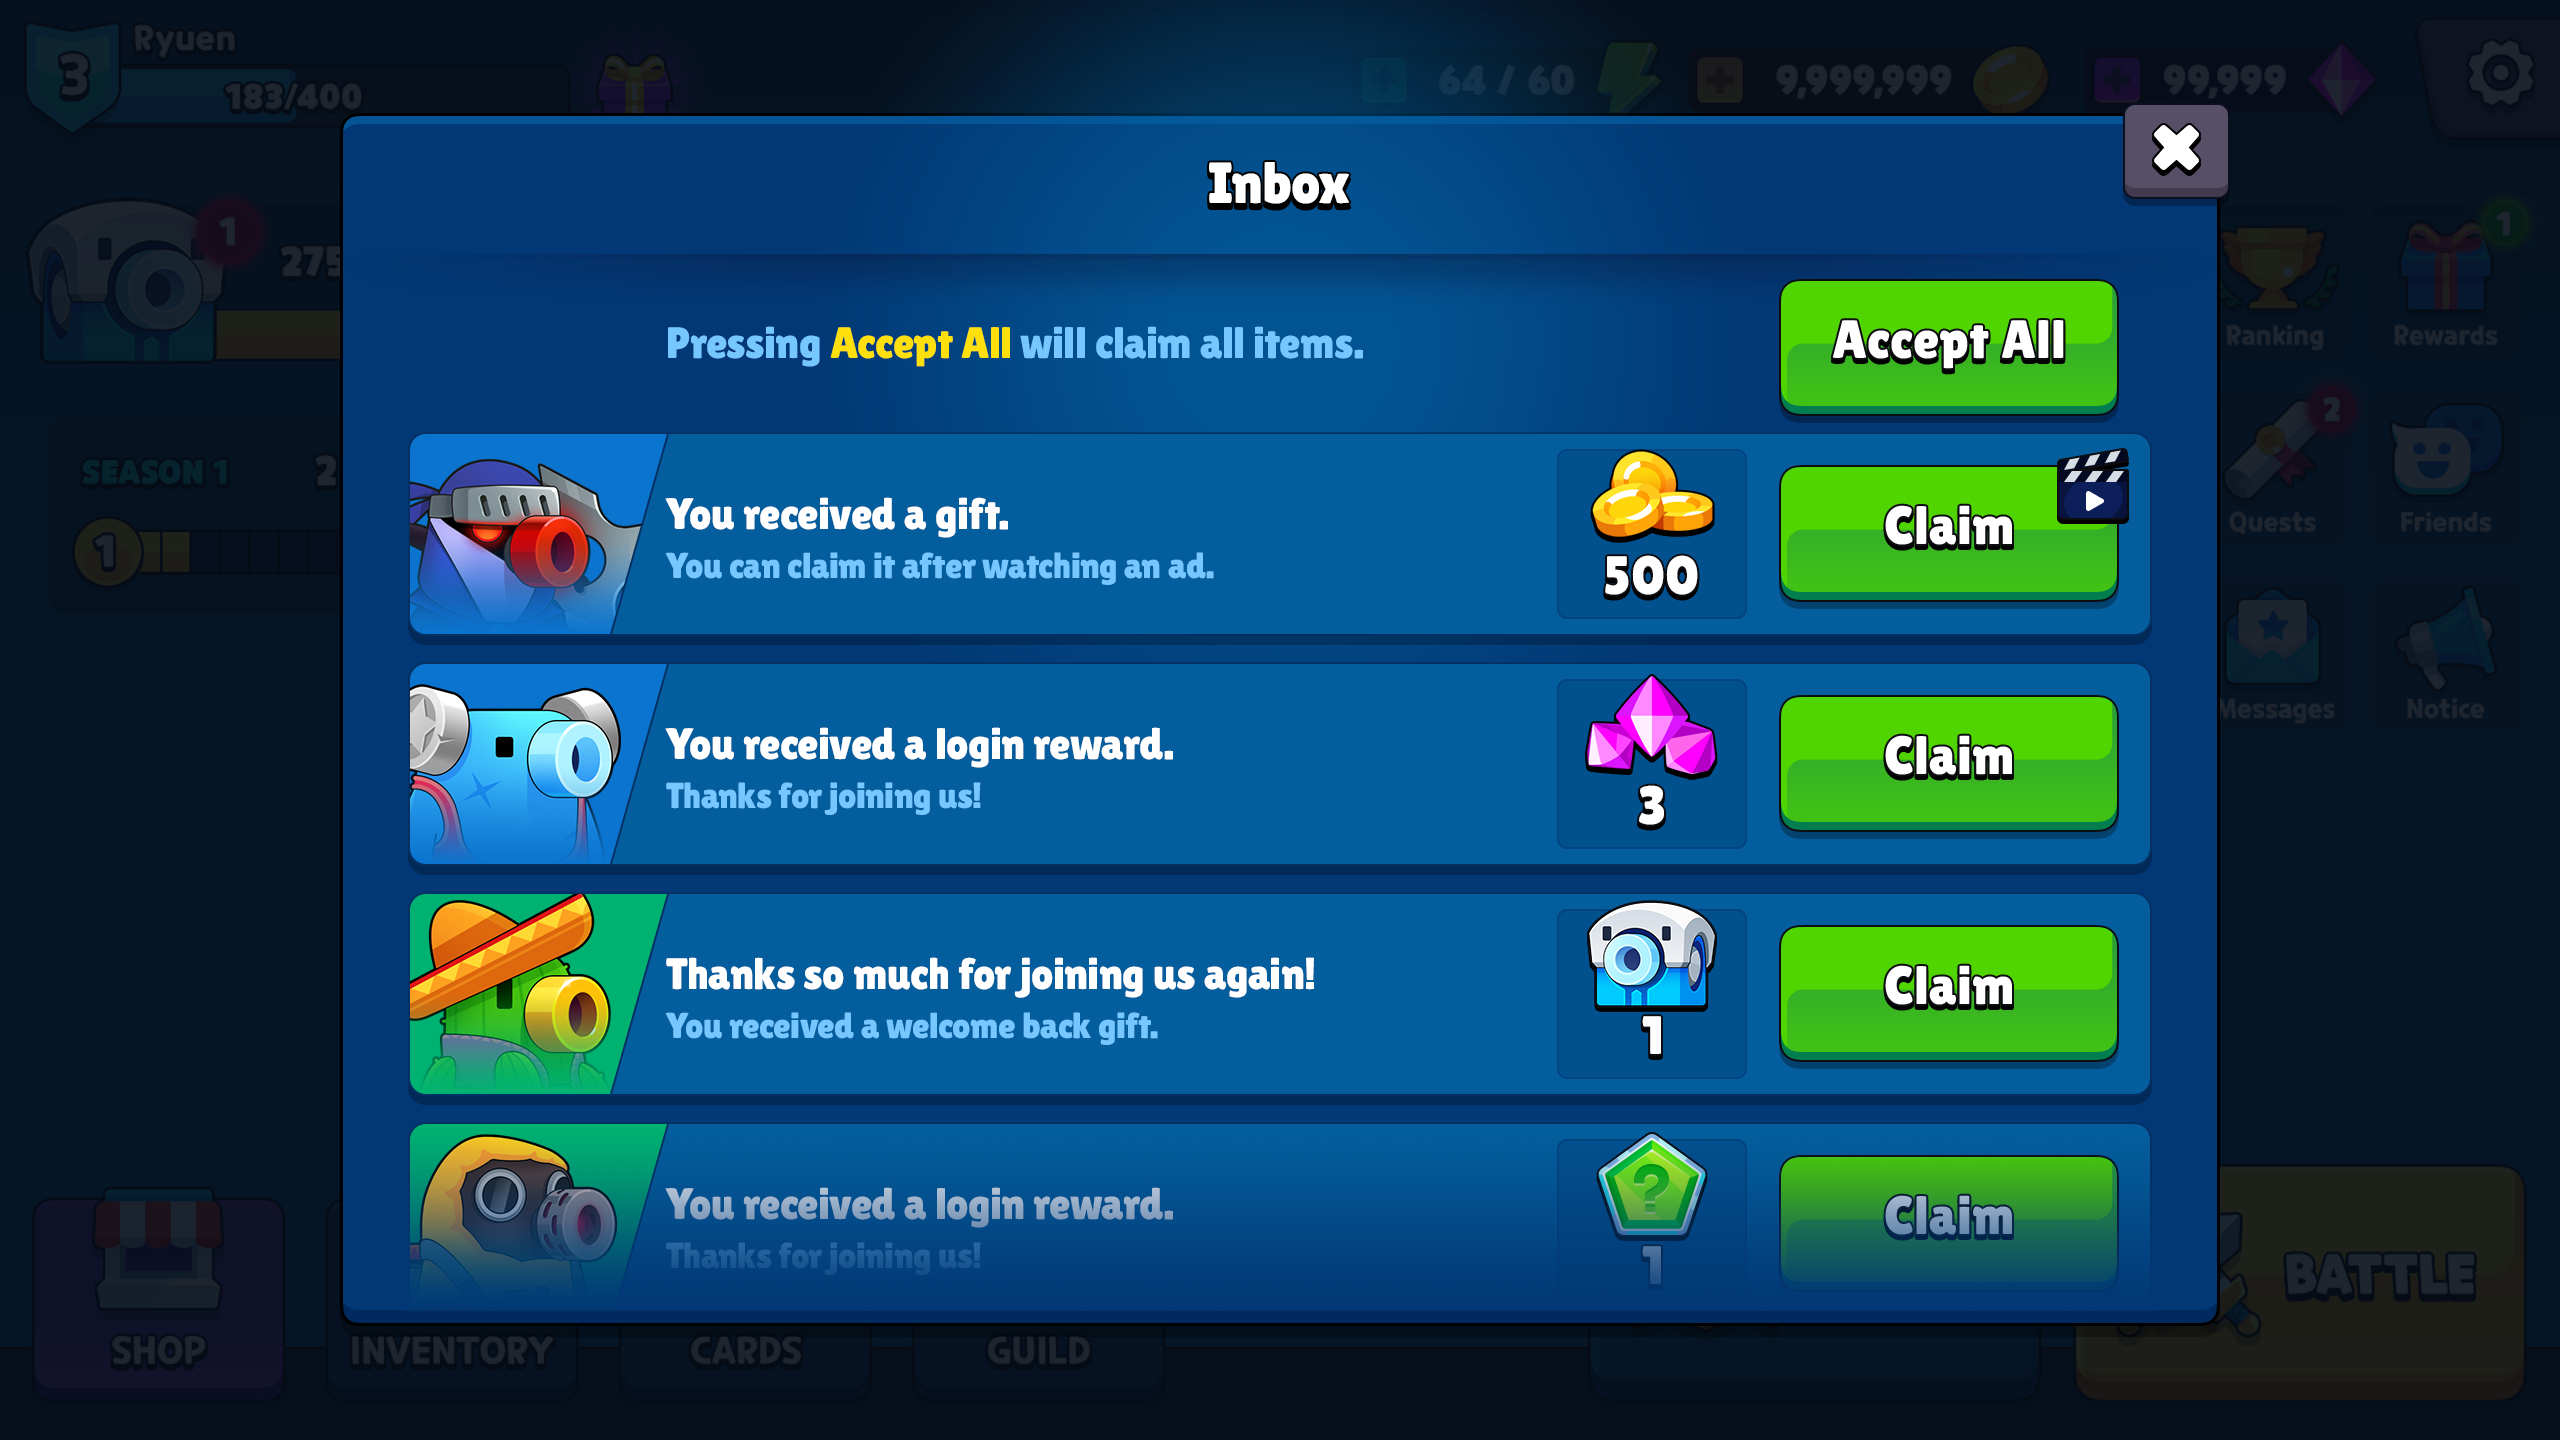 Ryuen
3
183/400
64 / 60
9,999,999
99,999
Inbox
1
275
1
Ranking
Rewards
Pressing Accept All will claim all items.
Accept All
SEASON 1
2
1
You received a gift.
You can claim it after watching an ad.
500
Claim
2
Quests
Friends
You received a login reward.
Thanks for joining us!
3
Claim
Messages
Notice
Thanks so much for joining us again!
You received a welcome back gift.
1
Claim
You received a login reward.
Thanks for joining us!
?
1
Claim
SHOP
INVENTORY
CARDS
GUILD
BATTLE